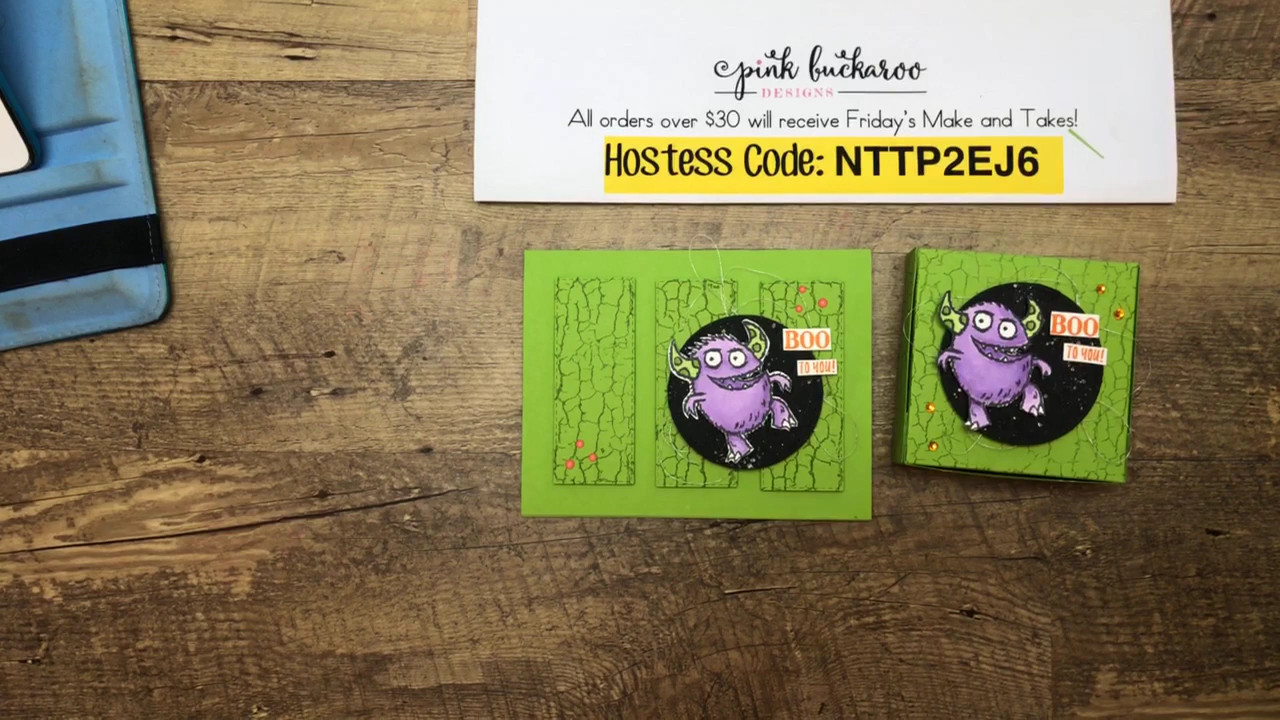 pink buckaroo
DESIGNS
All orders over $30 will receive Friday's Make and Takes!
Hostess Code: NTTP2EJ6
BOO
TO YOU!
BOO
TO YOU!